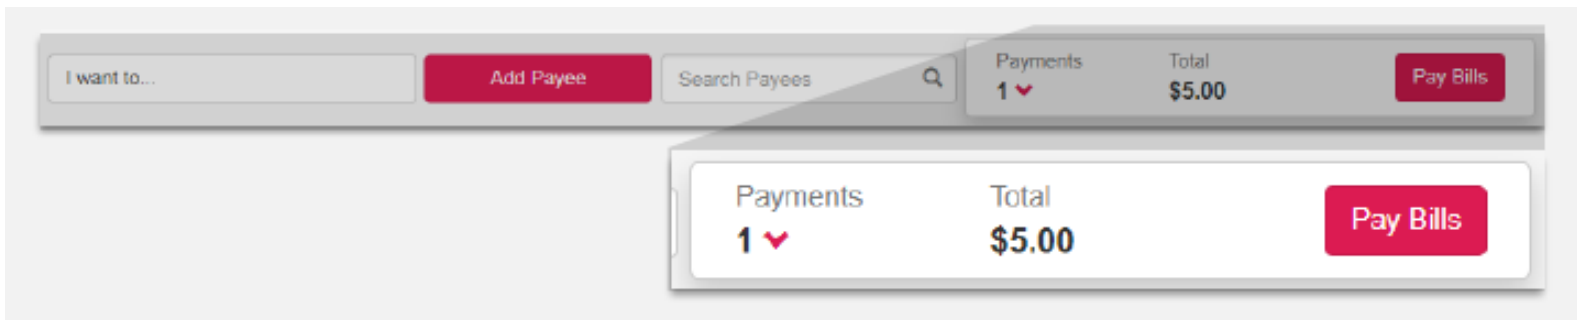 I want to...
Add Payee
Search Payees
Payments
Total
1
$5.00
Pay Bills
Payments
Total
1
$5.00
Pay Bills